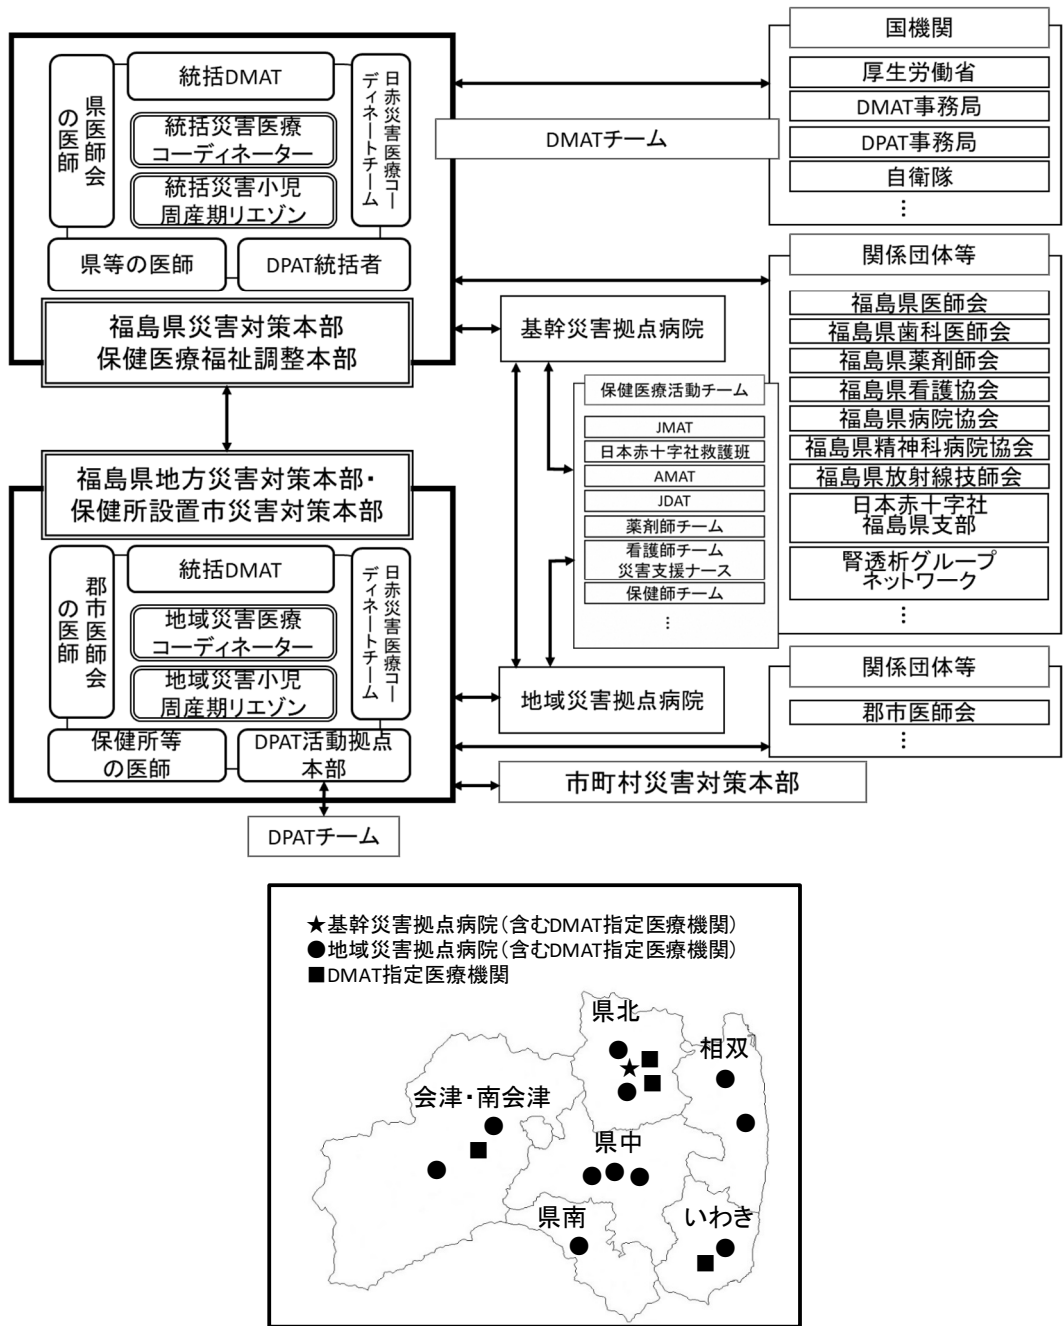 県医師会
の医師
統括DMAT
日赤災害医療コー
ディネートチーム
統括災害医療
コーディネーター
統括災害小児
周産期リエゾン
県等の医師
DPAT統括者
福島県災害対策本部
保健医療福祉調整本部
福島県地方災害対策本部・
保健所設置市災害対策本部
郡市医師会
の医師
統括DMAT
日赤災害医療コー
ディネートチーム
地域災害医療
コーディネーター
地域災害小児
周産期リエゾン
保健所等
の医師
DPAT活動拠点
本部
DPATチーム
DMATチーム
基幹災害拠点病院
保健医療活動チーム
JMAT
日本赤十字社救護班
AMAT
JDAT
薬剤師チーム
看護師チーム
災害支援ナース
保健師チーム
⋮
地域災害拠点病院
市町村災害対策本部
国機関
厚生労働省
DMAT事務局
DPAT事務局
自衛隊
⋮
関係団体等
福島県医師会
福島県歯科医師会
福島県薬剤師会
福島県看護協会
福島県病院協会
福島県精神科病院協会
福島県放射線技師会
日本赤十字社
福島県支部
腎透析グループ
ネットワーク
⋮
関係団体等
郡市医師会
⋮
★基幹災害拠点病院(含むDMAT指定医療機関)
●地域災害拠点病院(含むDMAT指定医療機関)
■DMAT指定医療機関
県北
相双
会津・南会津
県中
県南
いわき